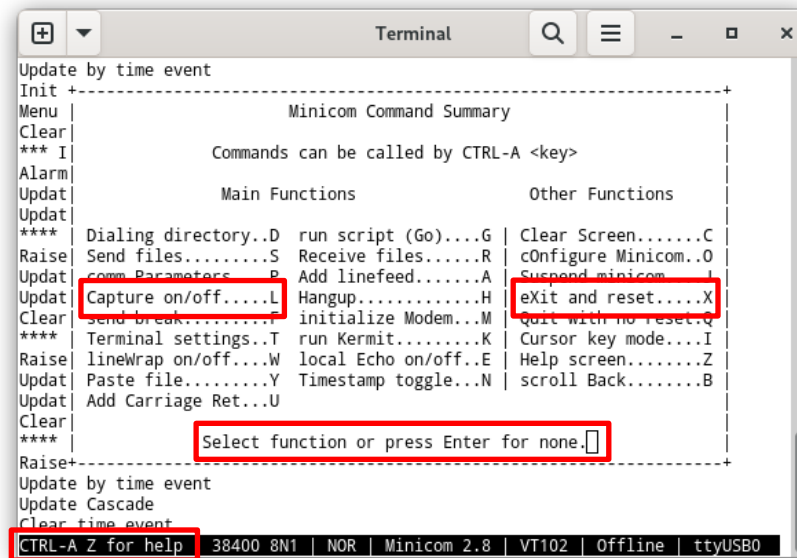 Terminal
Update by time event
Init +-----------------------------------------------------------------------+
Menu |                       Minicom Command Summary                       |
Clear|                                                                     |
*** I|               Commands can be called by CTRL-A <key>                |
Alarm|                                                                     |
Updat|                Main Functions                  Other Functions      |
Updat|                                                                     |
**** | Dialing directory..D  run script (Go)....G | Clear Screen.......C |
Raise| Send files.........S  Receive files......R | cOnfigure Minicom..O |
Updat| comm Parameters....P  Add linefeed.......A | Suspend minicom....J |
Updat| Capture on/off.....L  Hangup.............H | eXit and reset.....X |
Clear| send break.........F  initialize Modem...M | Quit with no reset.Q |
**** | Terminal settings..T  run Kermit.........K | Cursor key mode....I |
Raise| lineWrap on/off....W  local Echo on/off..E | Help screen........Z |
Updat| Paste file.........Y  Timestamp toggle...N | scroll Back........B |
Updat| Add Carriage Ret...U                                                |
Clear|                                                                     |
**** |             Select function or press Enter for none.                |
Raise+-----------------------------------------------------------------------+
Update by time event
Update Cascade
Clear time event
CTRL-A Z for help | 38400 8N1 | NOR | Minicom 2.8 | VT102 | Offline | ttyUSB0